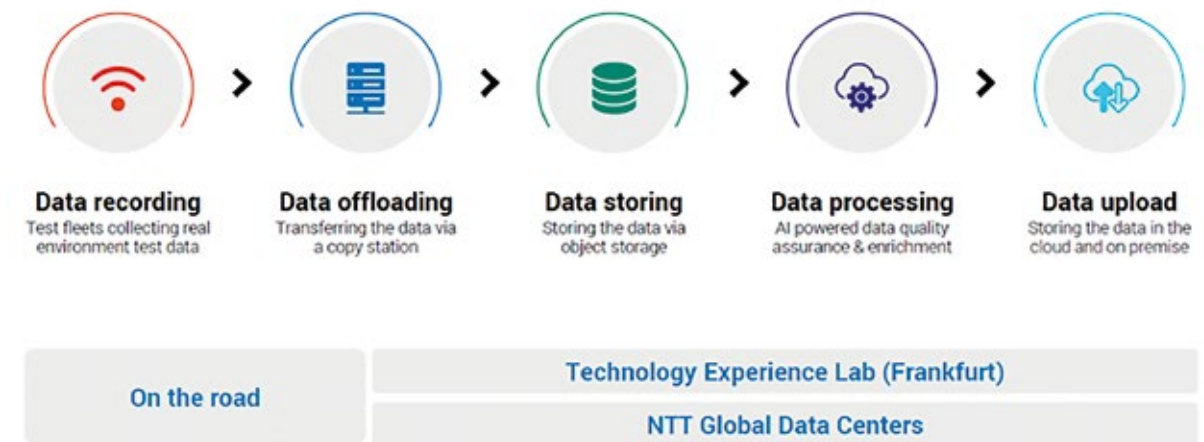 Data recording
Test fleets collecting real
environment test data
Data offloading
Transferring the data via
a copy station
Data storing
Storing the data via
object storage
Data processing
AI powered data quality
assurance & enrichment
Data upload
Storing the data in the
cloud and on premise
On the road
Technology Experience Lab (Frankfurt)
NTT Global Data Centers